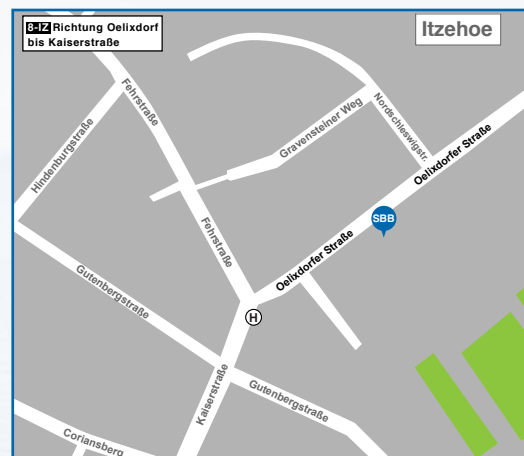 8-IZ Richtung Oelixdorf
bis Kaiserstraße
Itzehoe
Fehrstraße
Hindenburgstraße
Gravensteiner Weg
Nordschleswigstr.
Oelixdorfer Straße
SBB
Fehrstraße
Oelixdorfer Straße
Gutenbergstraße
H
Kaiserstraße
Gutenbergstraße
Coriansberg